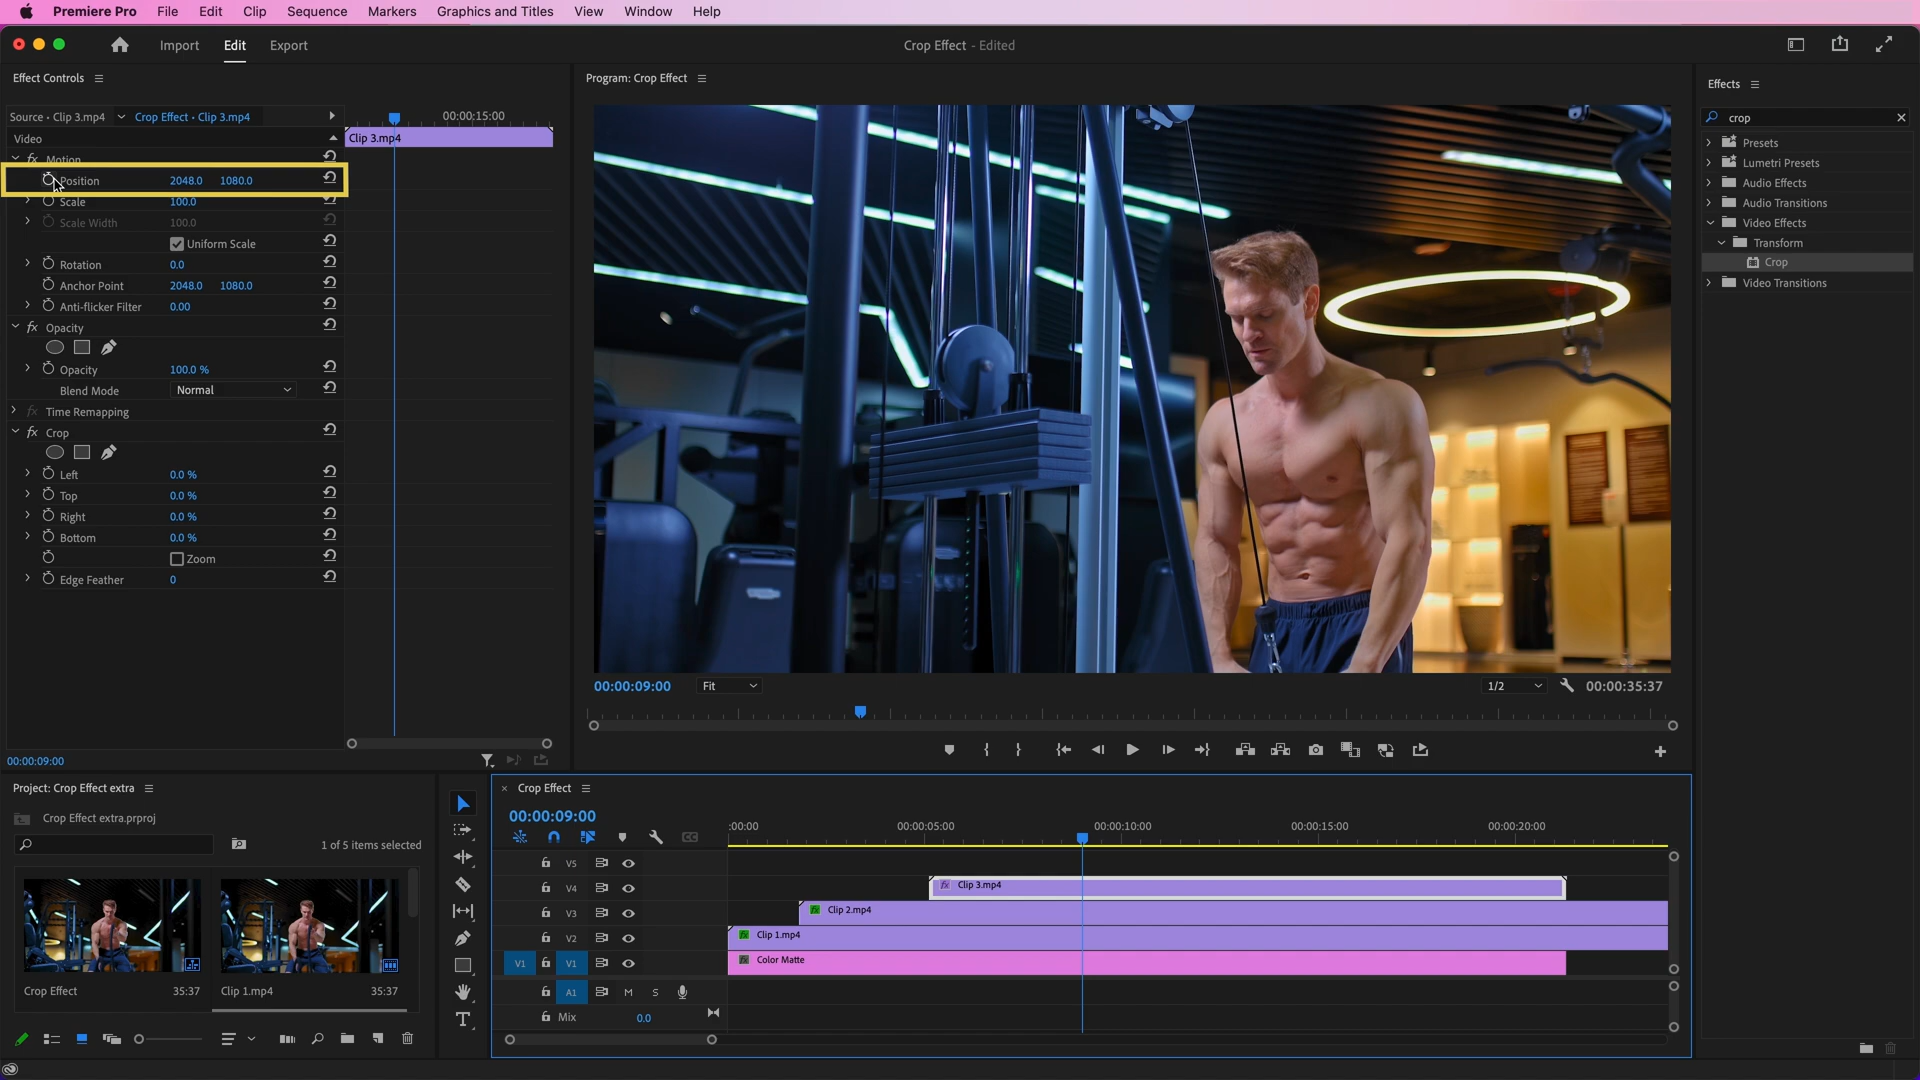 Premiere Pro File Edit Clip Sequence Markers Graphics and Titles View Window Help
Import Edit Export
Crop Effect - Edited
Effect Controls
Source • Clip 3.mp4
Crop Effect • Clip 3.mp4
00:00:15:00
Video
Clip 3.mp4
fx Motion
Position 2048.0 1080.0
Scale 100.0
Scale Width 100.0
Uniform Scale
Rotation 0.0
Anchor Point 2048.0 1080.0
Anti-flicker Filter 0.00
fx Opacity
Opacity 100.0 %
Blend Mode Normal
fx Time Remapping
fx Crop
Left 0.0 %
Top 0.0 %
Right 0.0 %
Bottom 0.0 %
Zoom
Edge Feather 0
00:00:09:00
Program: Crop Effect
00:00:09:00 Fit 1/2 00:00:35:37
Effects
crop
Presets
Lumetri Presets
Audio Effects
Audio Transitions
Video Effects
Transform
Crop
Video Transitions
Project: Crop Effect extra
Crop Effect extra.prproj
1 of 5 items selected
Crop Effect 35:37
Clip 1.mp4 35:37
× Crop Effect
00:00:09:00
:00:00 00:00:05:00 00:00:10:00 00:00:15:00 00:00:20:00
CC
V5
V4 fx Clip 3.mp4
V3 fx Clip 2.mp4
V2 fx Clip 1.mp4
V1 V1 fx Color Matte
A1 M S
Mix 0.0
T